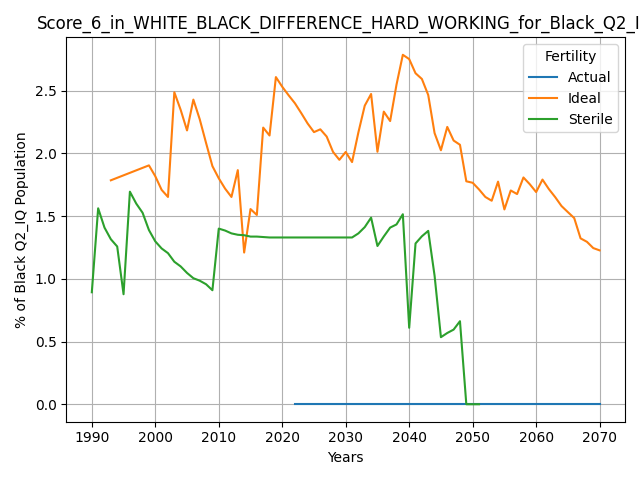 Score_6_in_WHITE_BLACK_DIFFERENCE_HARD_WORKING_for_Black_Q2_I
Fertility
Actual
Ideal
Sterile
% of Black Q2_IQ Population
2.5
2.0
1.5
1.0
0.5
0.0
1990 2000 2010 2020 2030 2040 2050 2060 2070
Years